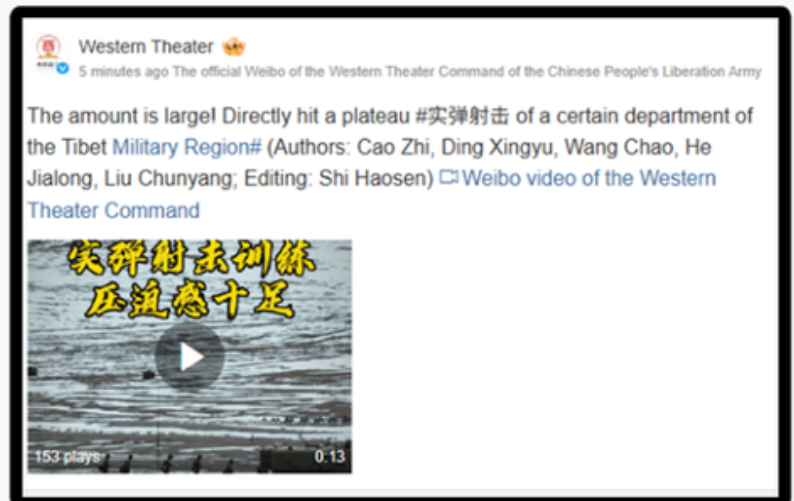 Western Theater
5 minutes ago The official Weibo of the Western Theater Command of the Chinese People's Liberation Army
The amount is large! Directly hit a plateau #实弹射击 of a certain department of
the Tibet Military Region# (Authors: Cao Zhi, Ding Xingyu, Wang Chao, He
Jialong, Liu Chunyang; Editing: Shi Haosen) Weibo video of the Western
Theater Command
实弹射击训练
压迫感十足
153 plays
0:13